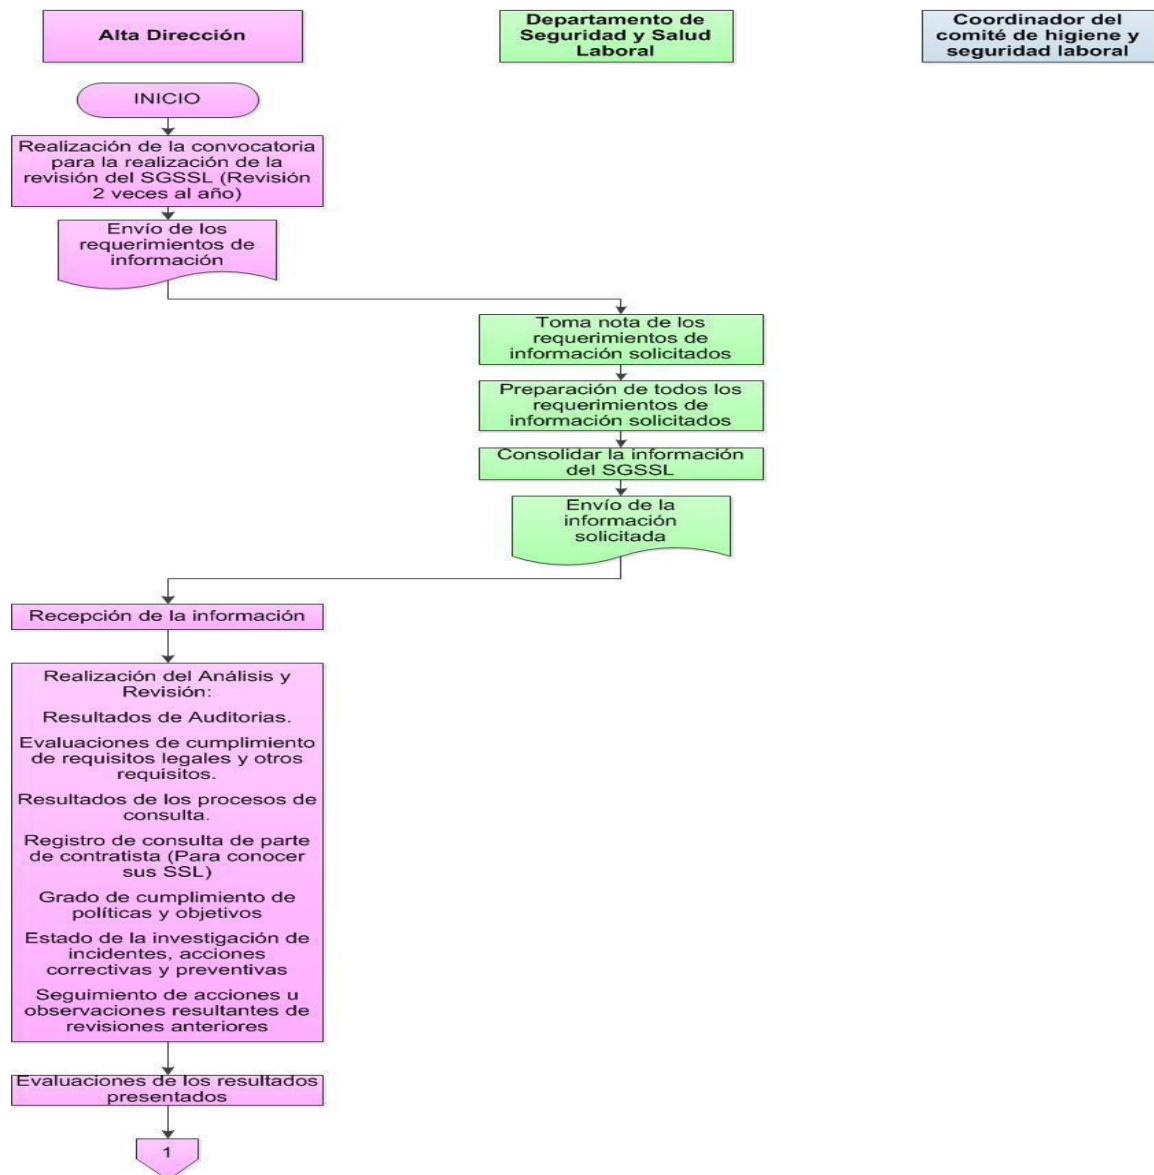 Alta Dirección
Departamento de
Seguridad y Salud
Laboral
Coordinador del
comité de higiene y
seguridad laboral
INICIO
Realización de la convocatoria
para la realización de la
revisión del SGSSL (Revisión
2 veces al año)
Envío de los
requerimientos de
información
Toma nota de los
requerimientos de
información solicitados
Preparación de todos los
requerimientos de
información solicitados
Consolidar la información
del SGSSL
Envío de la
información
solicitada
Recepción de la información
Realización del Análisis y
Revisión:
Resultados de Auditorias.
Evaluaciones de cumplimiento
de requisitos legales y otros
requisitos.
Resultados de los procesos de
consulta.
Registro de consulta de parte
de contratista (Para conocer
sus SSL)
Grado de cumplimiento de
políticas y objetivos
Estado de la investigación de
incidentes, acciones
correctivas y preventivas
Seguimiento de acciones u
observaciones resultantes de
revisiones anteriores
Evaluaciones de los resultados
presentados
1